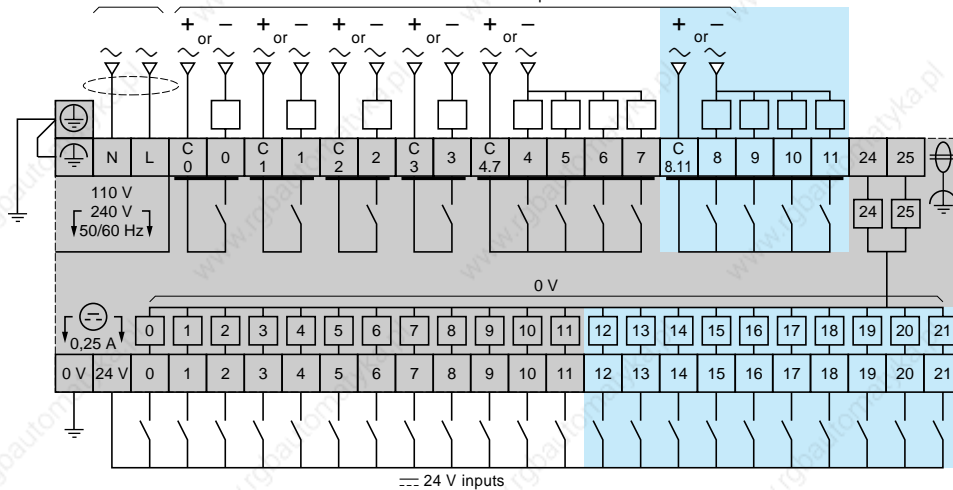 + − + − + − + − + − + −
or or or or or or
C 0 0 C 1 1 C 2 2 C 3 3 C 4.7 4 5 6 7 C 8.11 8 9 10 11 24 25
N L
110 V
240 V
50/60 Hz
24 25
0 V
0,25 A
0 1 2 3 4 5 6 7 8 9 10 11 12 13 14 15 16 17 18 19 20 21
0 V 24 V 0 1 2 3 4 5 6 7 8 9 10 11 12 13 14 15 16 17 18 19 20 21
24 V inputs
www.rgbautomatyka.pl